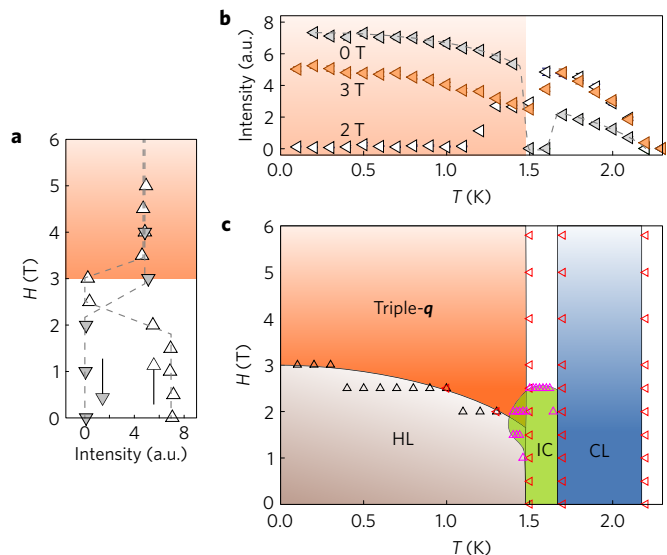 a
6
5
4
3
2
1
0
H (T)
0 4 8
Intensity (a.u.)
b
8
6
4
2
0
Intensity (a.u.)
0 T
3 T
2 T
0 0.5 1.0 1.5 2.0
T (K)
c
6
5
4
3
2
1
0
H (T)
Triple-q
HL
IC
CL
0.0 0.5 1.0 1.5 2.0
T (K)